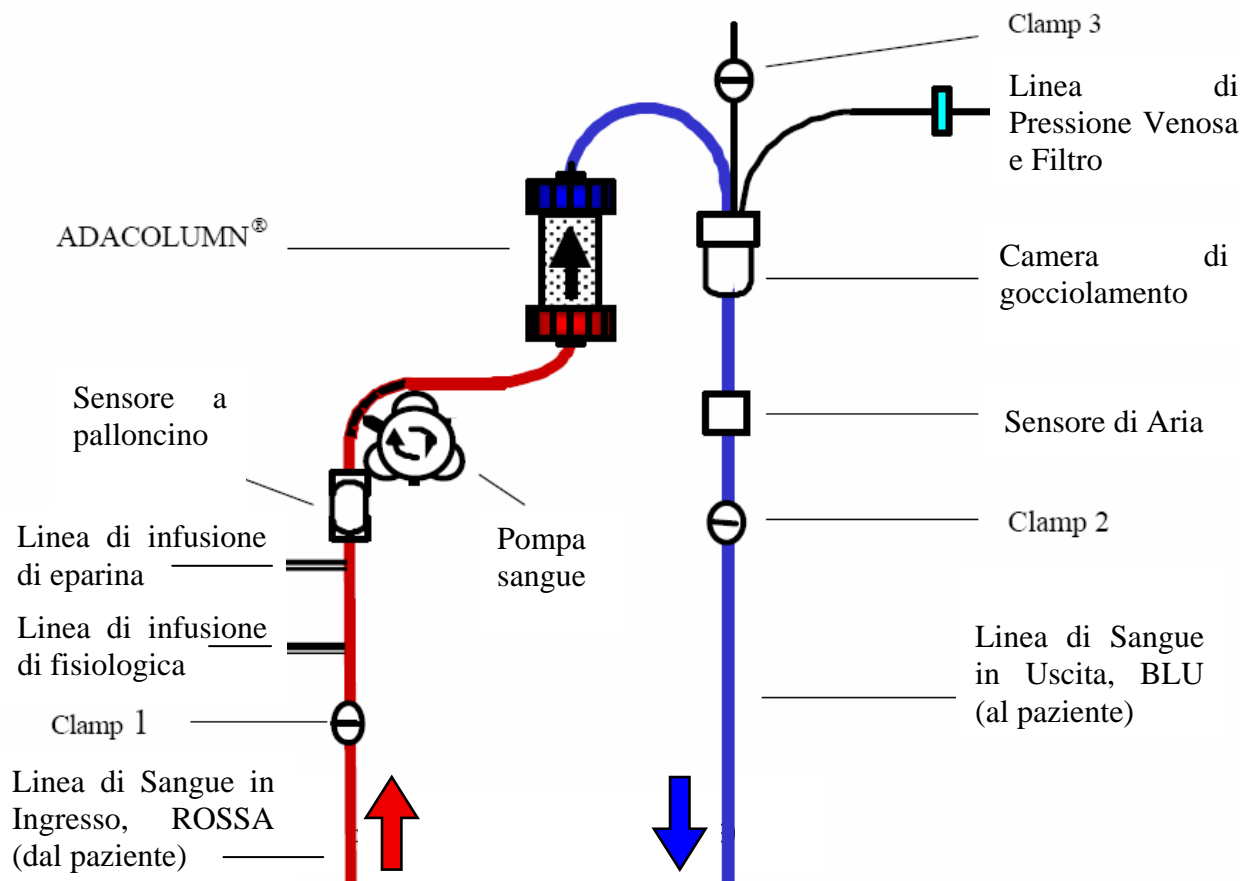 Clamp 3
Linea di
Pressione Venosa
e Filtro
ADACOLUMN®
Camera di
gocciolamento
Sensore a
palloncino
Sensore di Aria
Linea di infusione
di eparina
Pompa
sangue
Clamp 2
Linea di infusione
di fisiologica
Linea di Sangue
in Uscita, BLU
(al paziente)
Clamp 1
Linea di Sangue in
Ingresso, ROSSA
(dal paziente)